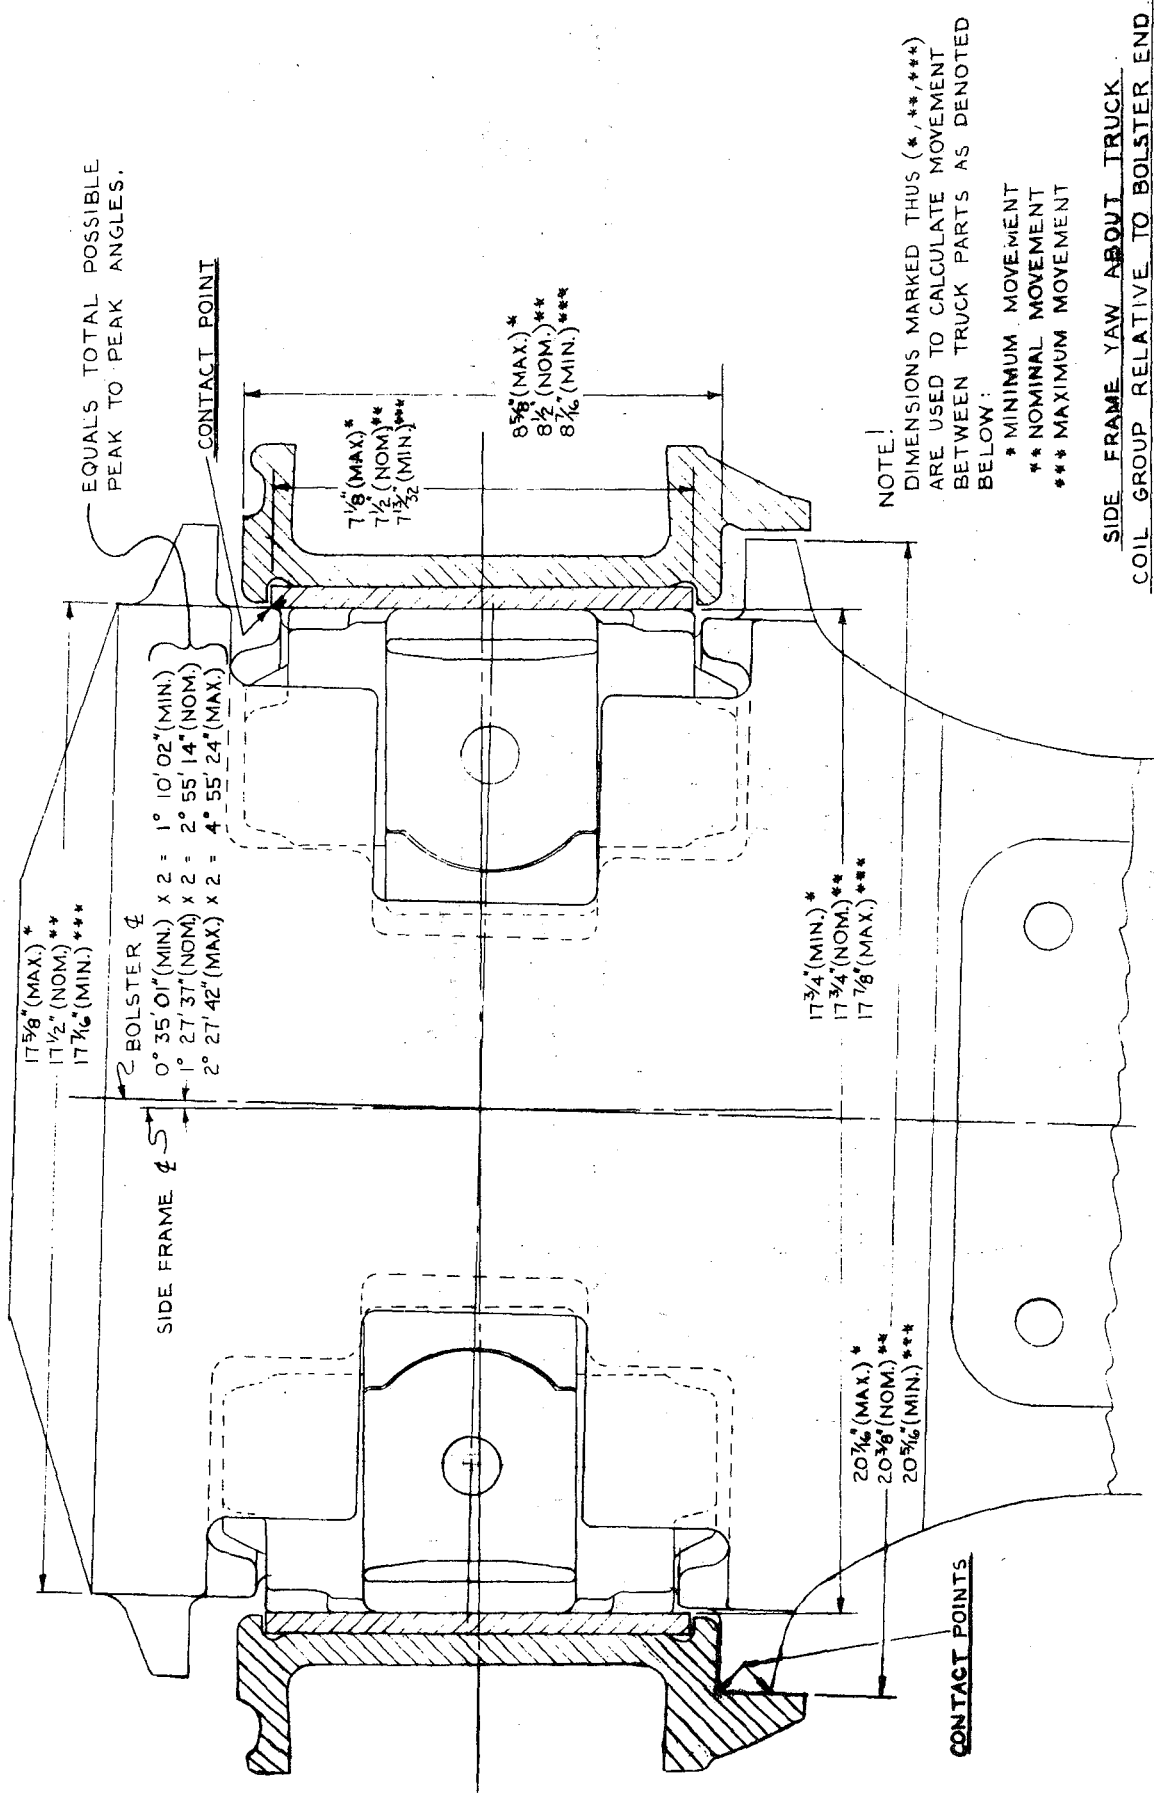 EQUALS TOTAL POSSIBLE
PEAK TO PEAK ANGLES.
CONTACT POINT
17 5/8"(MAX.)*
17 1/2"(NOM.)**
17 7/16"(MIN.)***
BOLSTER ℄
0° 35' 01"(MIN.) X 2 = 1° 10' 02"(MIN.)
1° 27' 37"(NOM.) X 2 = 2° 55' 14"(NOM.)
2° 27' 42"(MAX.) X 2 = 4° 55' 24"(MAX.)
SIDE FRAME ℄
7 1/8"(MAX.)*
7 1/2"(NOM.)**
7 13/32"(MIN.)***
8 5/8"(MAX.)*
8 1/2"(NOM.)**
8 7/16"(MIN.)***
17 3/4"(MIN.)*
17 3/4"(NOM.)**
17 7/8"(MAX.)***
20 7/16"(MAX.)*
20 3/8"(NOM.)**
20 5/16"(MIN.)***
CONTACT POINTS
NOTE!
DIMENSIONS MARKED THUS (*,**,***)
ARE USED TO CALCULATE MOVEMENT
BETWEEN TRUCK PARTS AS DENOTED
BELOW:
* MINIMUM MOVEMENT
** NOMINAL MOVEMENT
*** MAXIMUM MOVEMENT
SIDE FRAME YAW ABOUT TRUCK
COIL GROUP RELATIVE TO BOLSTER END